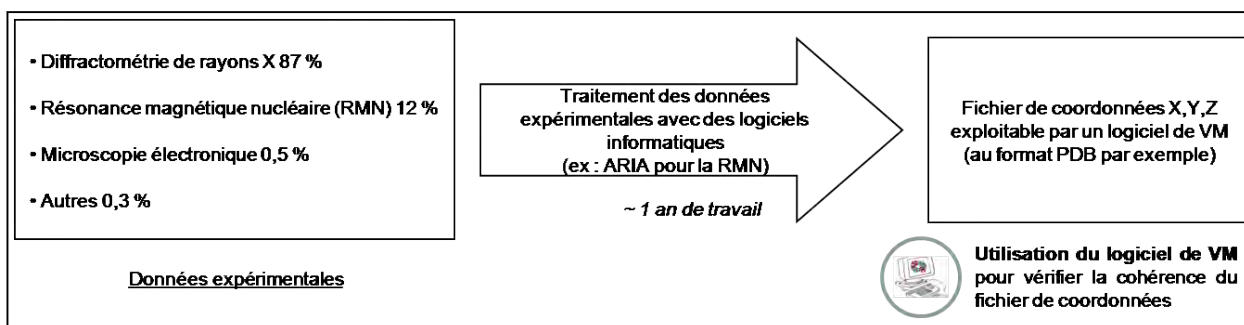 • Diffractométrie de rayons X 87 %
• Résonance magnétique nucléaire (RMN) 12 %
• Microscopie électronique 0,5 %
• Autres 0,3 %
Données expérimentales
Traitement des données
expérimentales avec des logiciels
informatiques
(ex : ARIA pour la RMN)
~ 1 an de travail
Fichier de coordonnées X,Y,Z
exploitable par un logiciel de VM
(au format PDB par exemple)
Utilisation du logiciel de VM
pour vérifier la cohérence du
fichier de coordonnées